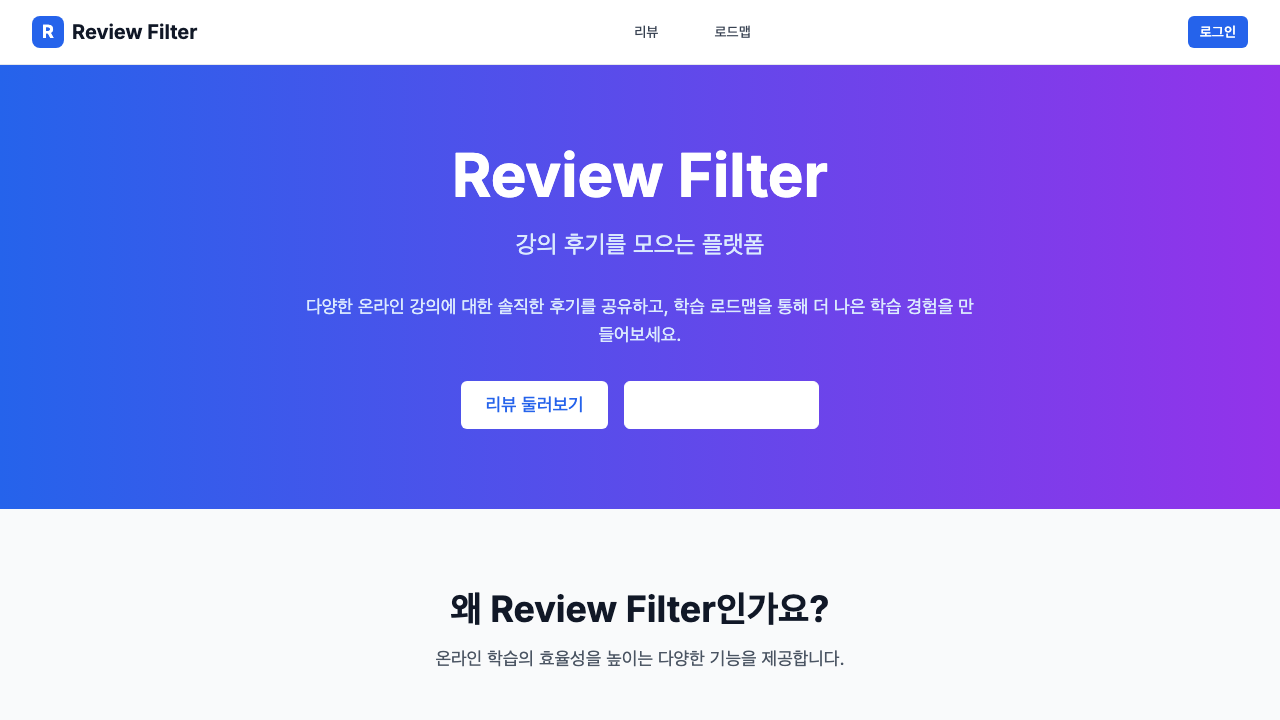 R Review Filter
리뷰
로드맵
로그인
Review Filter
강의 후기를 모으는 플랫폼
다양한 온라인 강의에 대한 솔직한 후기를 공유하고, 학습 로드맵을 통해 더 나은 학습 경험을 만
들어보세요.
리뷰 둘러보기
왜 Review Filter인가요?
온라인 학습의 효율성을 높이는 다양한 기능을 제공합니다.